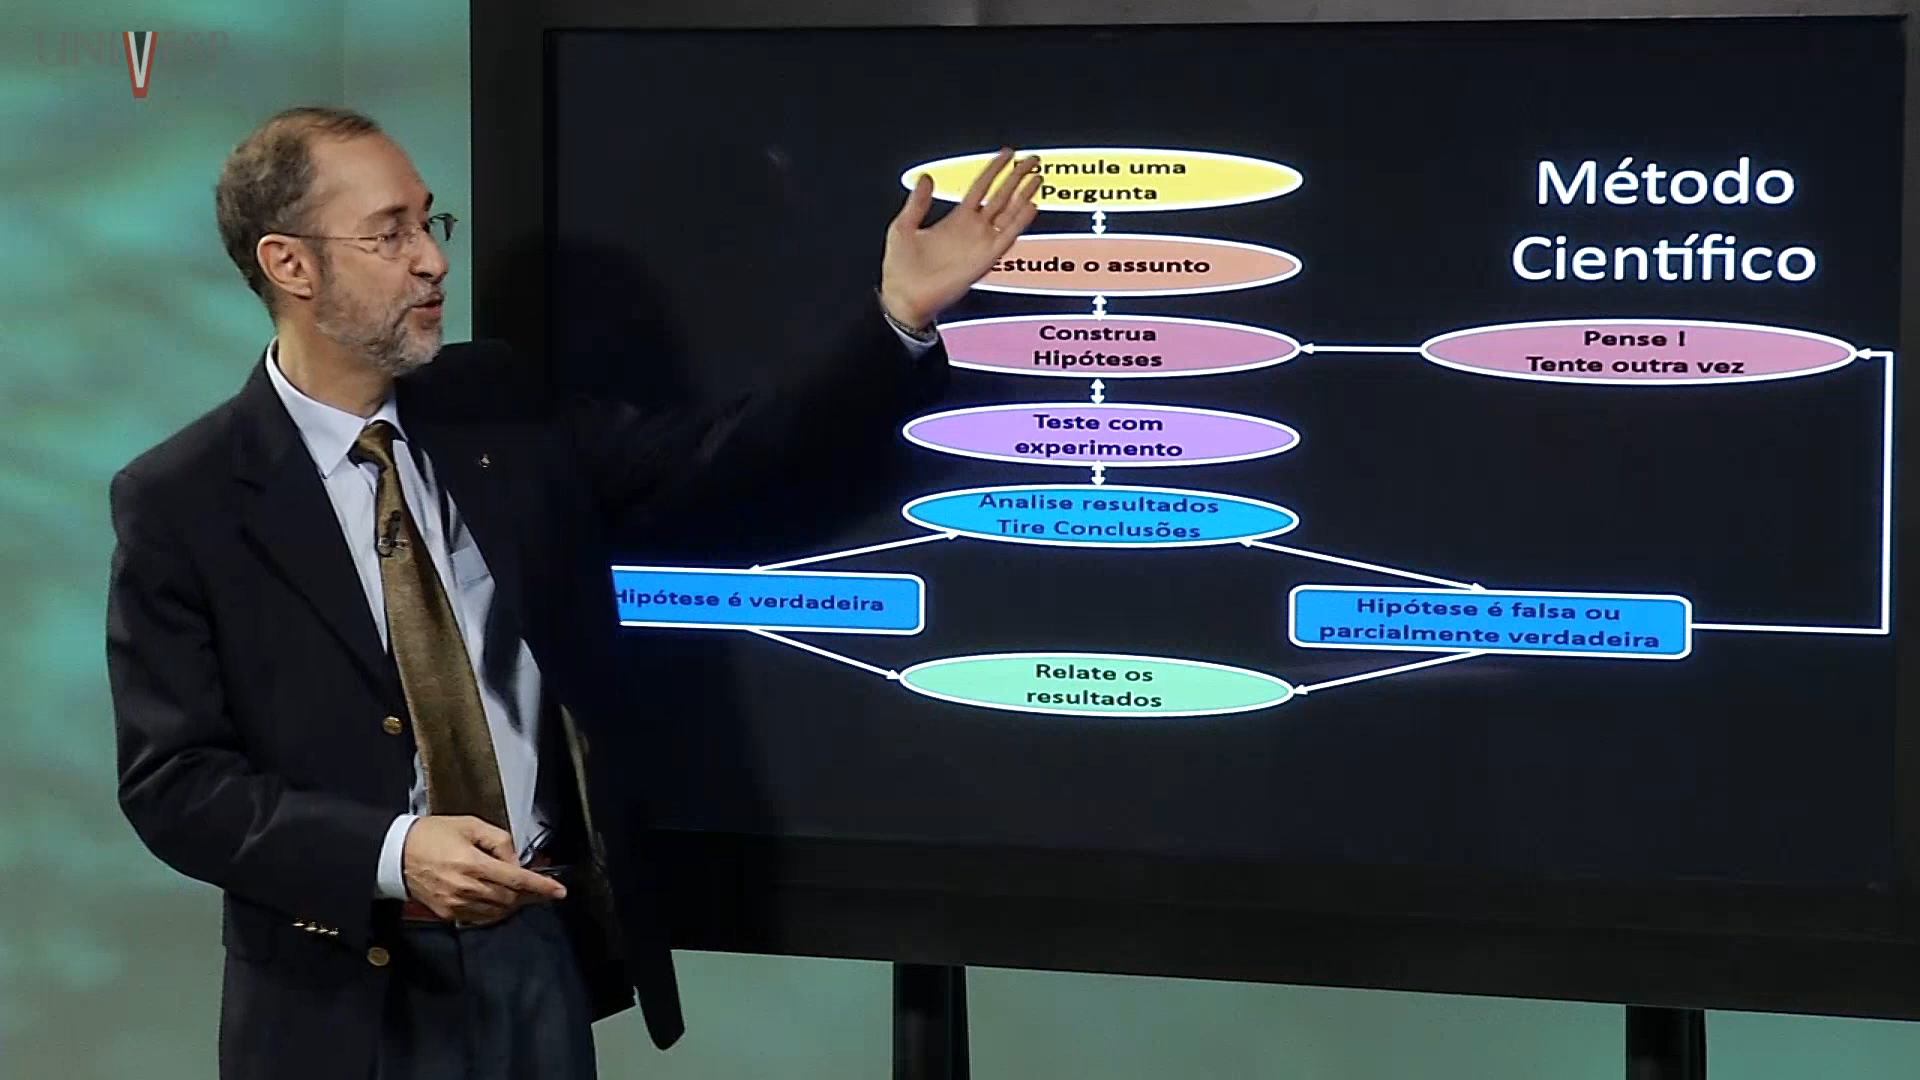 UNIVESP
Formule uma
Pergunta
Estude o assunto
Construa
Hipóteses
Teste com
experimento
Analise resultados
Tire Conclusões
Hipótese é verdadeira
Hipótese é falsa ou
parcialmente verdadeira
Relate os
resultados
Método
Científico
Pense !
Tente outra vez